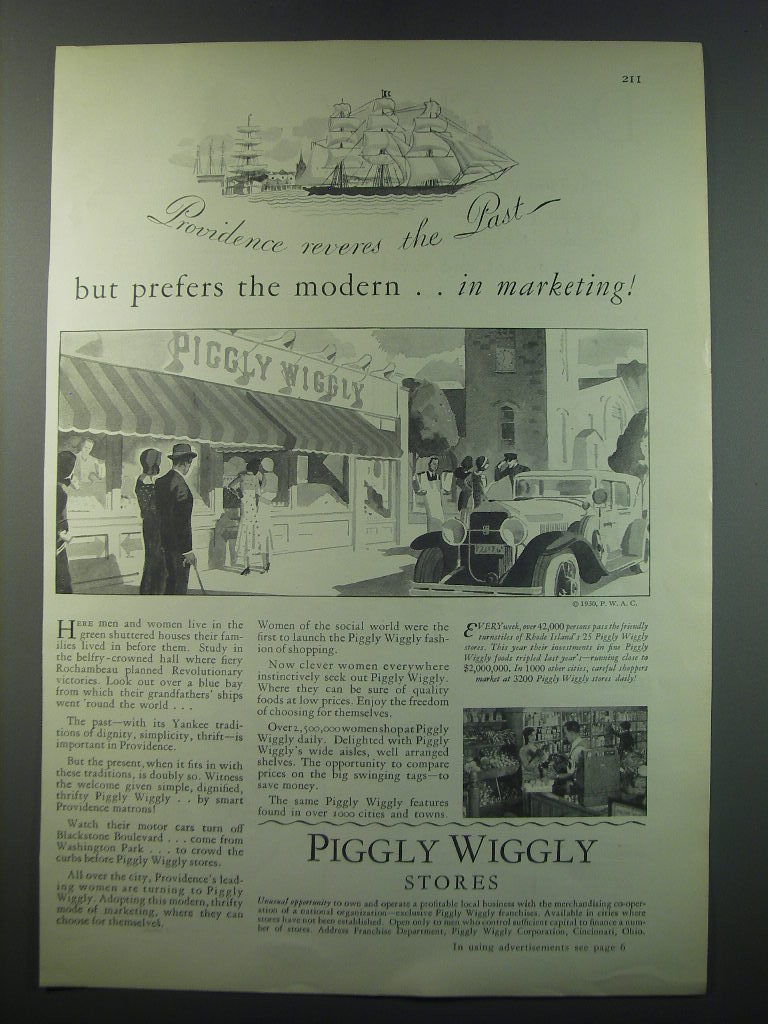 211
Providence reveres the Past—
but prefers the modern . . in marketing!
PIGGLY WIGGLY
© 1930, P. W. A. C.
HERE men and women live in the
green shuttered houses their fam-
ilies lived in before them. Study in
the belfry-crowned hall where fiery
Rochambeau planned Revolutionary
victories. Look out over a blue bay
from which their grandfathers' ships
went 'round the world . . .
The past—with its Yankee tradi-
tions of dignity, simplicity, thrift—is
important in Providence.
But the present, when it fits in with
these traditions, is doubly so. Witness
the welcome given simple, dignified,
thrifty Piggly Wiggly . . by smart
Providence matrons!
Watch their motor cars turn off
Blackstone Boulevard . . . come from
Washington Park . . . to crowd the
curbs before Piggly Wiggly stores.
All over the city, Providence's lead-
ing women are turning to Piggly
Wiggly. Adopting this modern, thrifty
mode of marketing, where they can
choose for themselves.
Women of the social world were the
first to launch the Piggly Wiggly fash-
ion of shopping.
Now clever women everywhere
instinctively seek out Piggly Wiggly.
Where they can be sure of quality
foods at low prices. Enjoy the freedom
of choosing for themselves.
Over 2,500,000 women shop at Piggly
Wiggly daily. Delighted with Piggly
Wiggly's wide aisles, well arranged
shelves. The opportunity to compare
prices on the big swinging tags—to
save money.
The same Piggly Wiggly features
found in over 1000 cities and towns.
EVERY week, over 42,000 persons pass the friendly
turnstiles of Rhode Island's 25 Piggly Wiggly
stores. This year their investments in fine Piggly
Wiggly foods tripled last year's—running close to
$2,000,000. In 1000 other cities, careful shoppers
market at 3200 Piggly Wiggly stores daily!
PIGGLY WIGGLY
STORES
Unusual opportunity to own and operate a profitable local business with the merchandising co-oper-
ation of a national organization—exclusive Piggly Wiggly franchises. Available in cities where
stores have not been established. Open only to men who control sufficient capital to finance a num-
ber of stores. Address Franchise Department, Piggly Wiggly Corporation, Cincinnati, Ohio.
In using advertisements see page 6